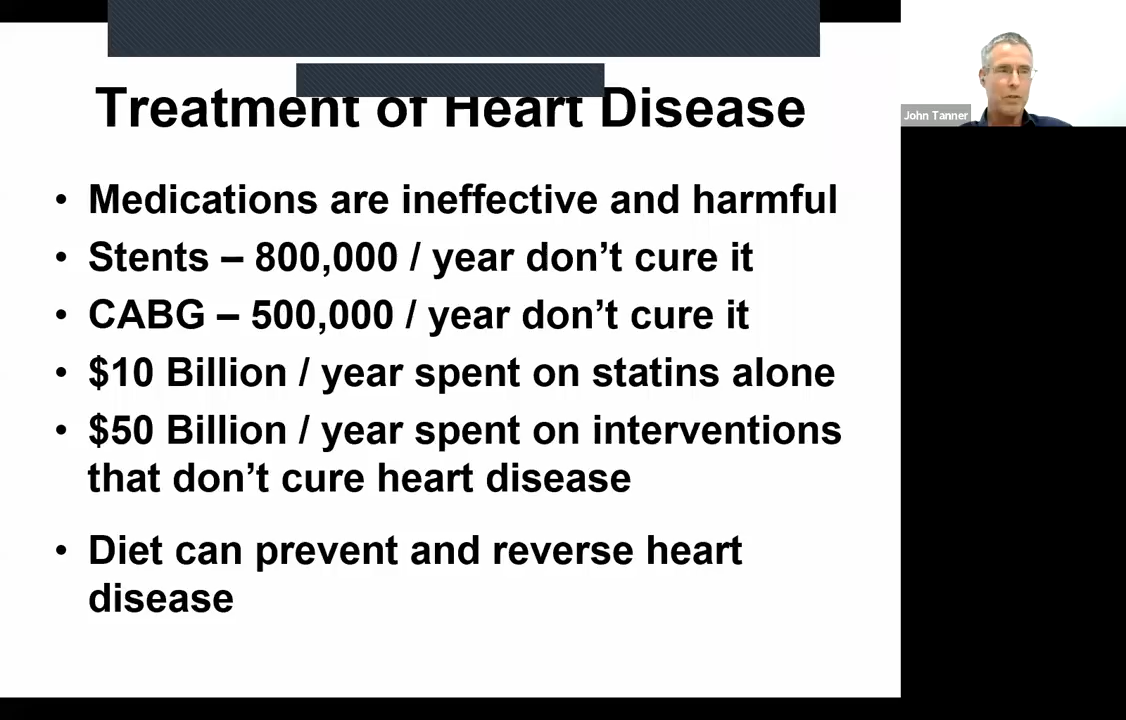 Treatment of Heart Disease
• Medications are ineffective and harmful
• Stents – 800,000 / year don’t cure it
• CABG – 500,000 / year don’t cure it
• $10 Billion / year spent on statins alone
• $50 Billion / year spent on interventions
that don’t cure heart disease
• Diet can prevent and reverse heart
disease
John Tanner